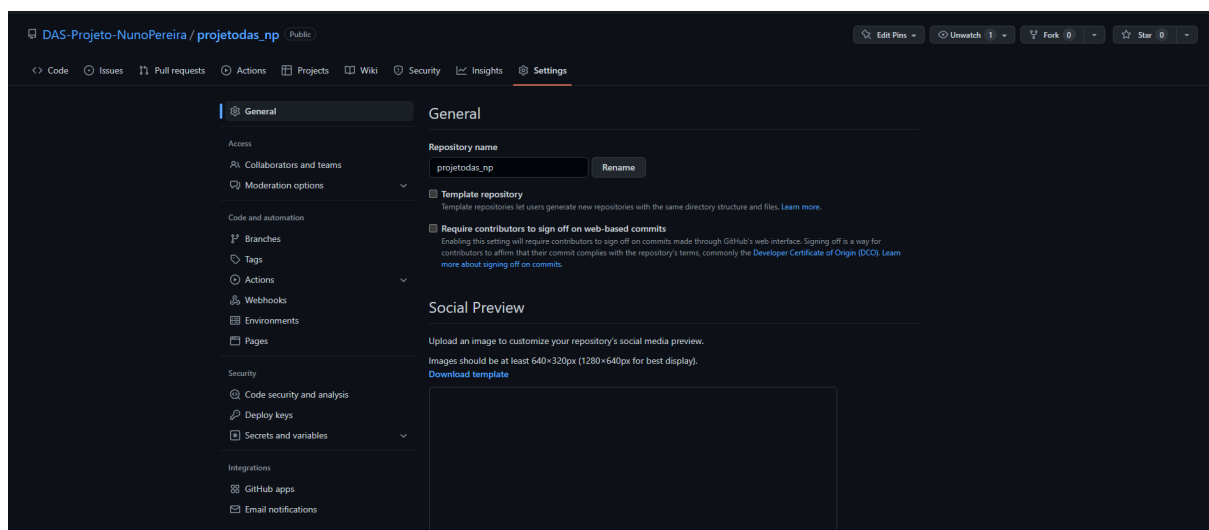 DAS-Projeto-NunoPereira / projetodas_np Public Edit Pins Unwatch 1 Fork 0 Star 0
Code Issues Pull requests Actions Projects Wiki Security Insights Settings
General
Access
Collaborators and teams
Moderation options
Code and automation
Branches
Tags
Actions
Webhooks
Environments
Pages
Security
Code security and analysis
Deploy keys
Secrets and variables
Integrations
GitHub apps
Email notifications
General
Repository name
projetodas_np Rename
Template repository
Template repositories let users generate new repositories with the same directory structure and files. Learn more.
Require contributors to sign off on web-based commits
Enabling this setting will require contributors to sign off on commits made through GitHub's web interface. Signing off is a way for
contributors to affirm that their commit complies with the repository's terms, commonly the Developer Certificate of Origin (DCO). Learn
more about signing off on commits.
Social Preview
Upload an image to customize your repository's social media preview.
Images should be at least 640×320px (1280×640px for best display).
Download template